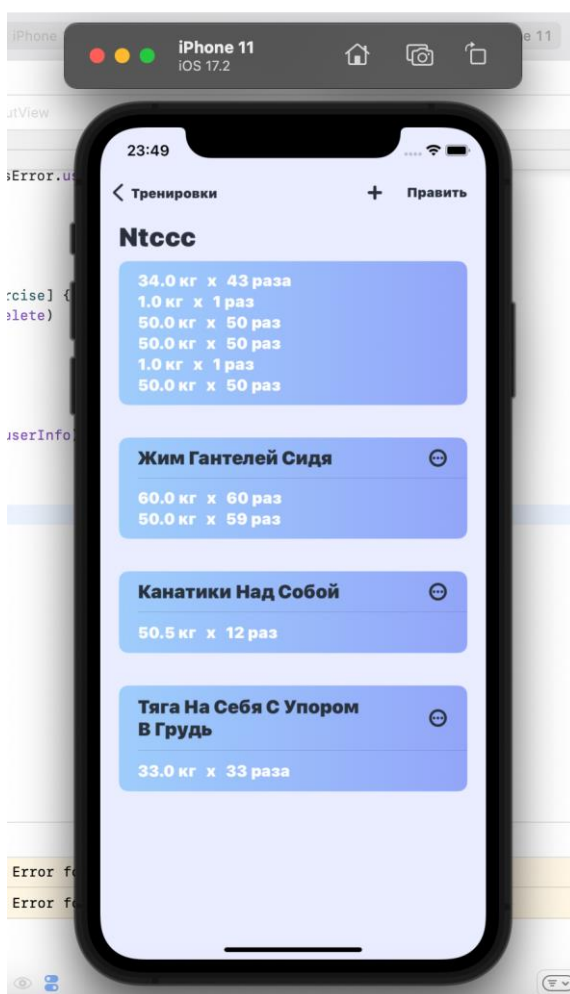 iPhone
iPhone 11
iOS 17.2
e 11
utView
sError.us
rcise] {
elete)
userInfo
23:49
Тренировки
+ Править
Ntccc
34.0 кг x 43 раза
1.0 кг x 1 раз
50.0 кг x 50 раз
50.0 кг x 50 раз
1.0 кг x 1 раз
50.0 кг x 50 раз
Жим Гантелей Сидя
60.0 кг x 60 раз
50.0 кг x 59 раз
Канатики Над Собой
50.5 кг x 12 раз
Тяга На Себя С Упором
В Грудь
33.0 кг x 33 раза
Error fo
Error fo